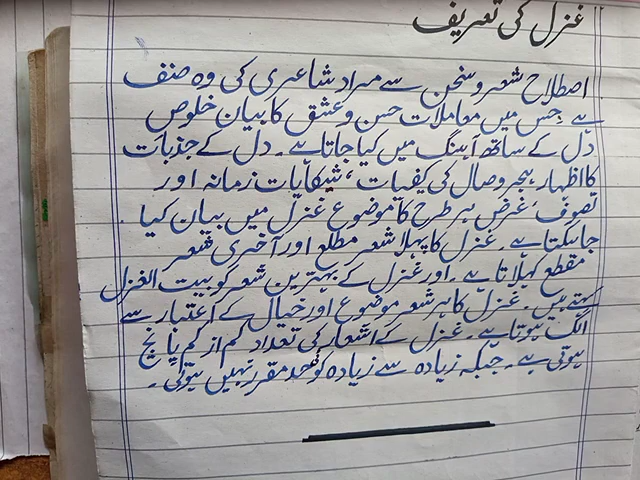 غزل کی تعریف
اصطلاح شعر و سخن سے مراد شاعری کی وہ صنف
ہے جس میں معاملات حسن و عشق کا بیان خلوص
دل کے ساتھ آہنگ میں کیا جاتا ہے۔ دل کے جذبات
کا اظہار ہجر و وصال کی کیفیات، شکایات زمانہ اور
تصوف، غرض ہر طرح کا موضوع غزل میں بیان کیا
جا سکتا ہے۔ غزل کا پہلا شعر مطلع اور آخری شعر
مقطع کہلاتا ہے۔ اور غزل کے بہترین شعر کو بیت الغزل
کہتے ہیں۔ غزل کا ہر شعر موضوع اور خیال کے اعتبار سے
الگ ہوتا ہے۔ غزل کے اشعار کی تعداد کم از کم پانچ
ہوتی ہے۔ جبکہ زیادہ سے زیادہ کوئی حد مقرر نہیں ہوتی۔